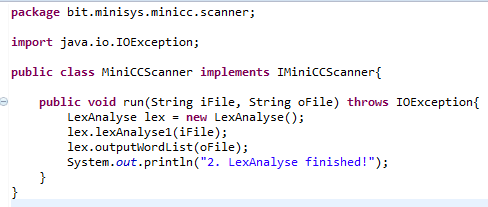 package bit.minisys.minicc.scanner;
import java.io.IOException;
public class MiniCCScanner implements IMiniCCScanner{
public void run(String iFile, String oFile) throws IOException{
LexAnalyse lex = new LexAnalyse();
lex.lexAnalyse1(iFile);
lex.outputWordList(oFile);
System.out.println("2. LexAnalyse finished!");
}
}